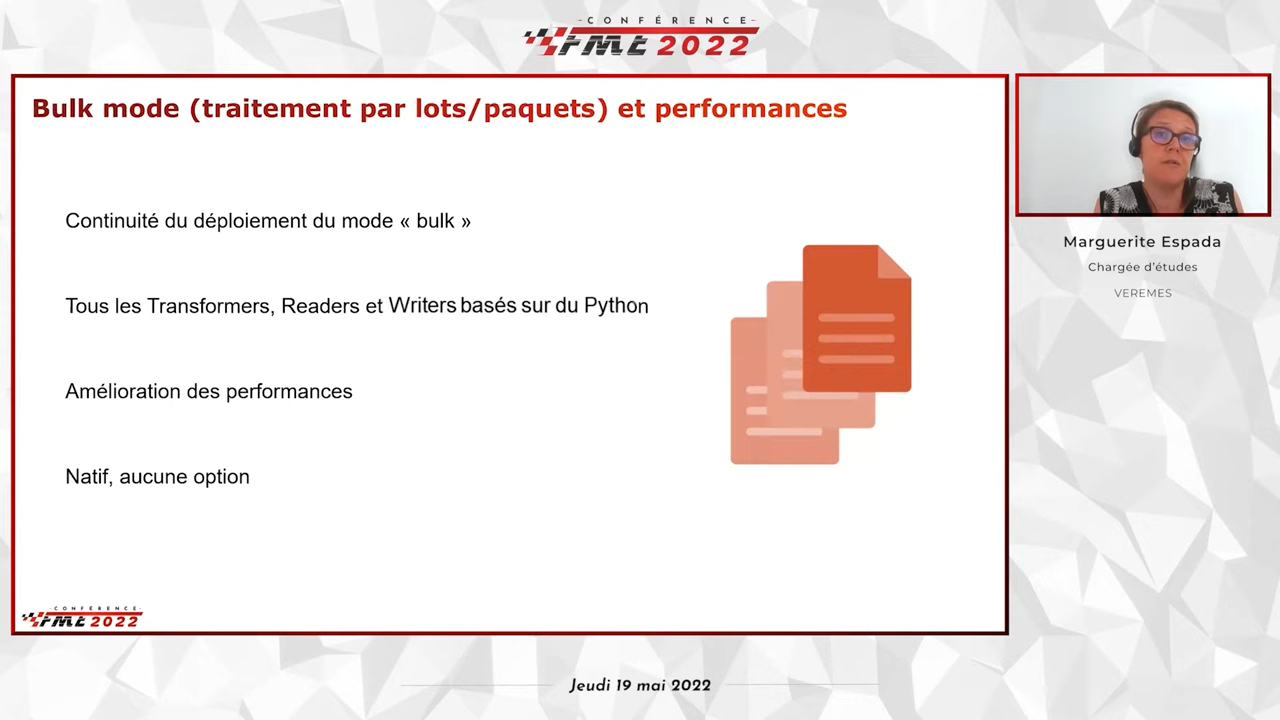 -CONFÉRENCE-
FME 2022
Bulk mode (traitement par lots/paquets) et performances
Continuité du déploiement du mode « bulk »
Tous les Transformers, Readers et Writers basés sur du Python
Amélioration des performances
Natif, aucune option
-CONFÉRENCE-
FME 2022
Marguerite Espada
Chargée d'études
VEREMES
Jeudi 19 mai 2022